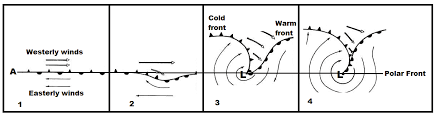 Westerly winds
A
Easterly winds
1
2
Cold
front
Warm
front
L
3
L
Polar Front
4